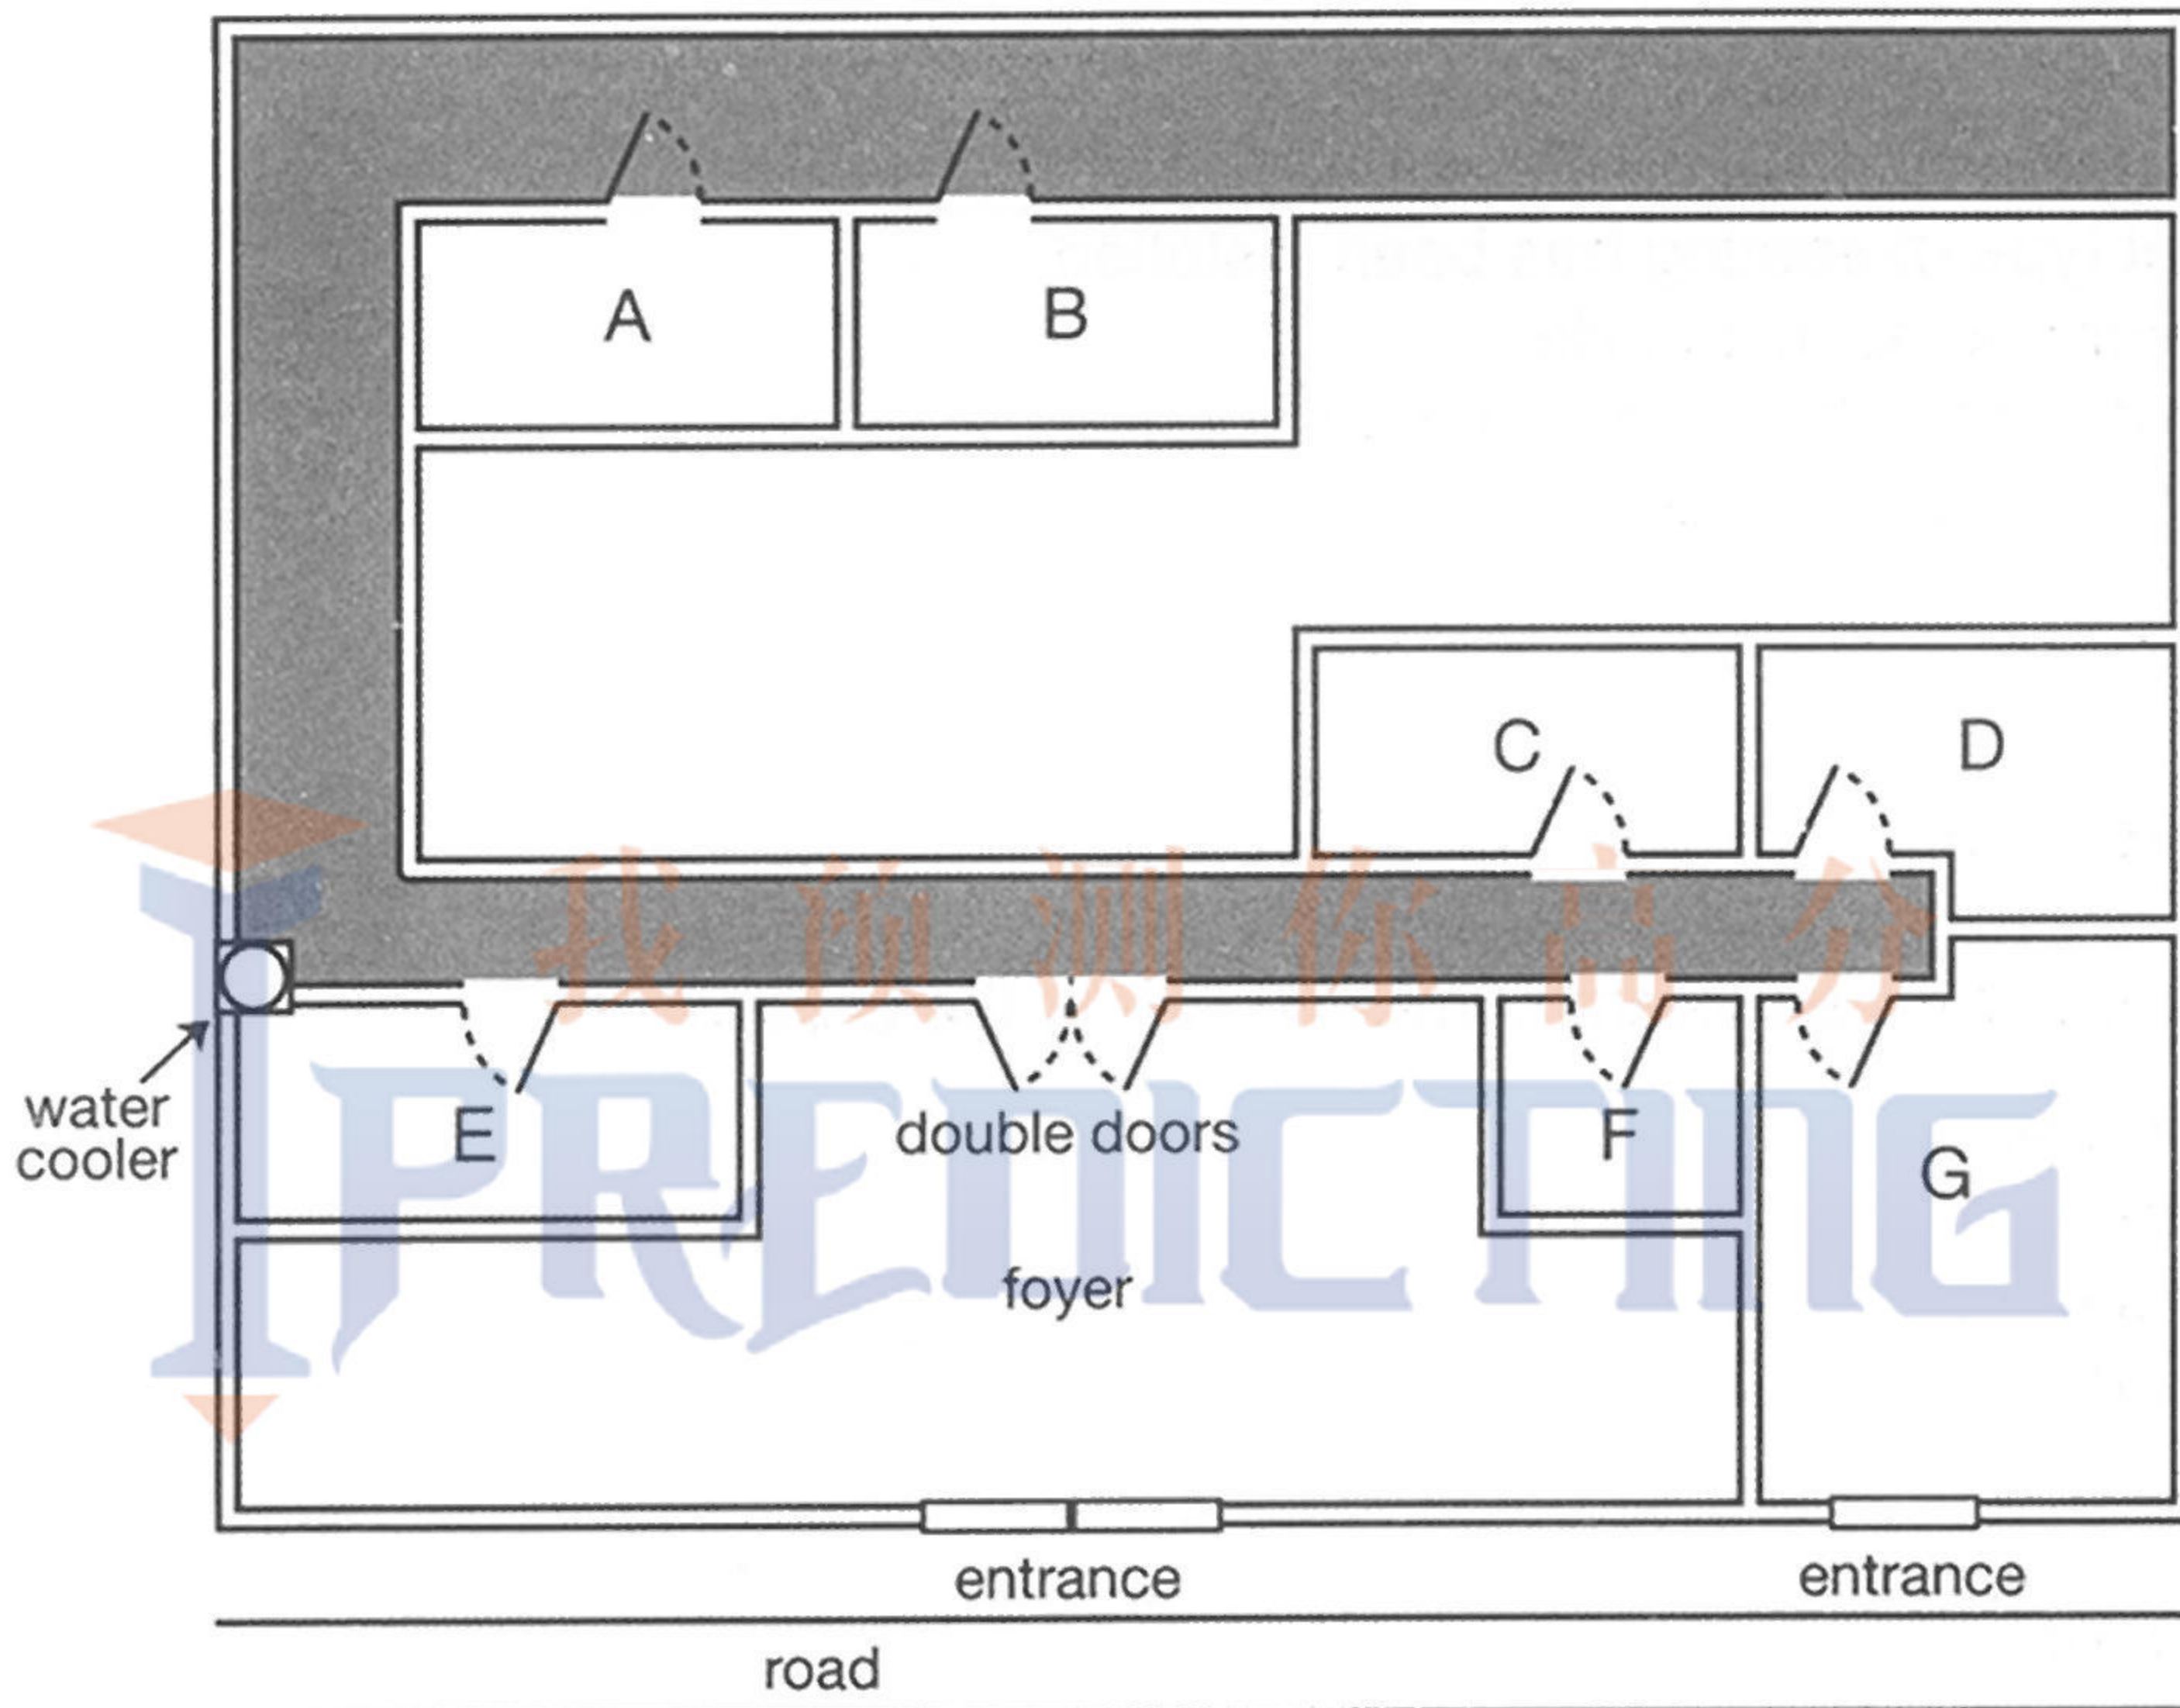 A
B
C
D
water
cooler
E
double doors
F
G
foyer
entrance
entrance
road
我预测你高分
PREDICTING